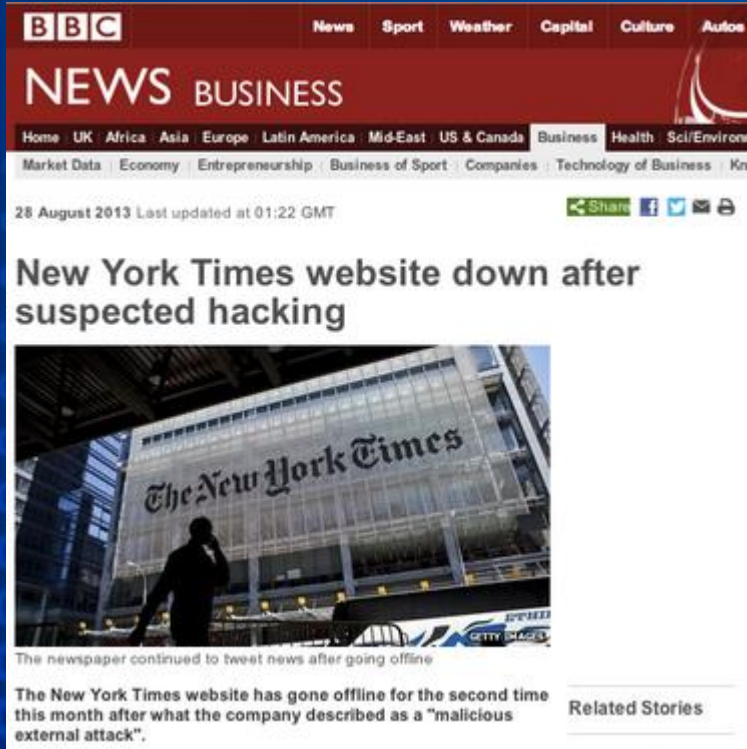 BBC
News Sport Weather Capital Culture Autos
NEWS BUSINESS
Home UK Africa Asia Europe Latin America Mid-East US & Canada Business Health Sci/Environ
Market Data Economy Entrepreneurship Business of Sport Companies Technology of Business Kn
28 August 2013 Last updated at 01:22 GMT
Share
New York Times website down after
suspected hacking
The New York Times
GETTY IMAGES
The newspaper continued to tweet news after going offline
The New York Times website has gone offline for the second time
this month after what the company described as a "malicious
external attack".
Related Stories